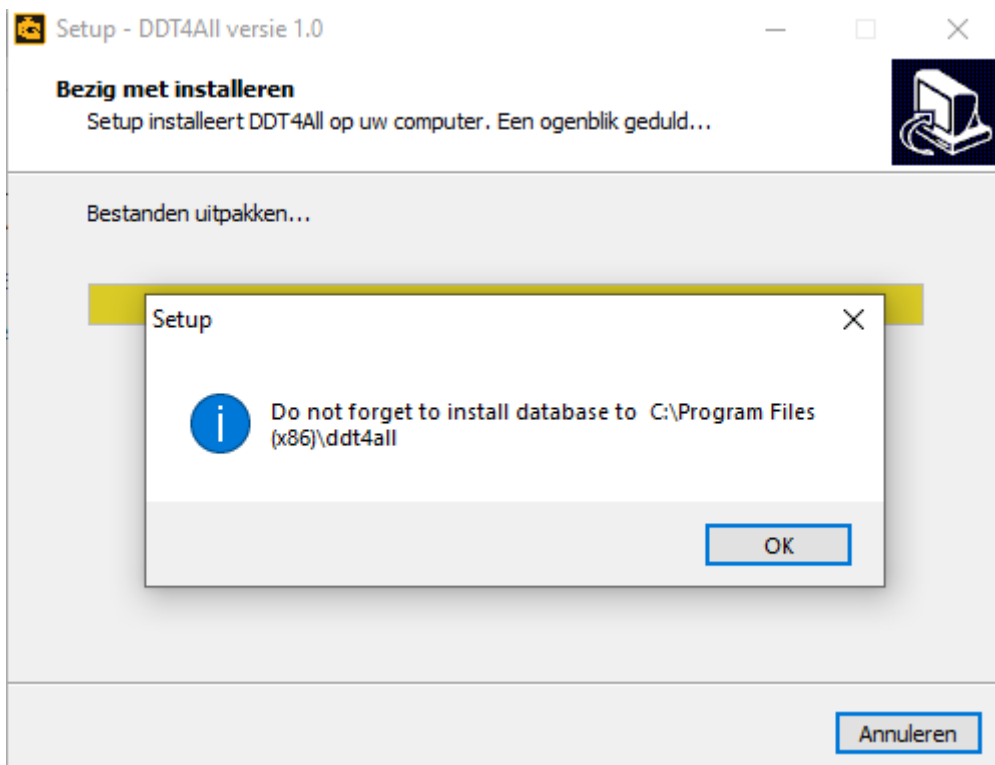 Setup - DDT4All versie 1.0
Bezig met installeren
Setup installeert DDT4All op uw computer. Een ogenblik geduld...
Bestanden uitpakken...
Setup
Do not forget to install database to  C:\Program Files
(x86)\ddt4all
OK
Annuleren